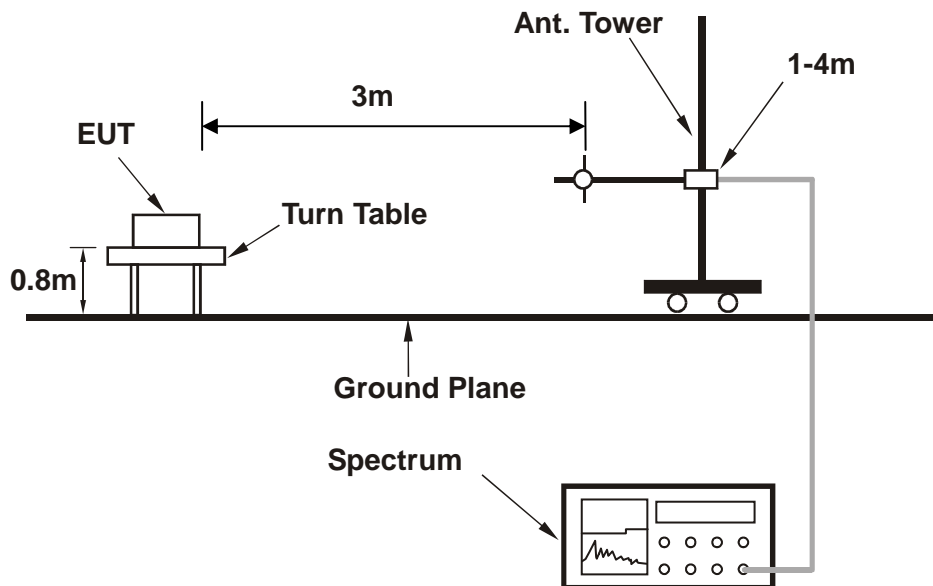 Ant. Tower
1-4m
3m
EUT
Turn Table
0.8m
Ground Plane
Spectrum